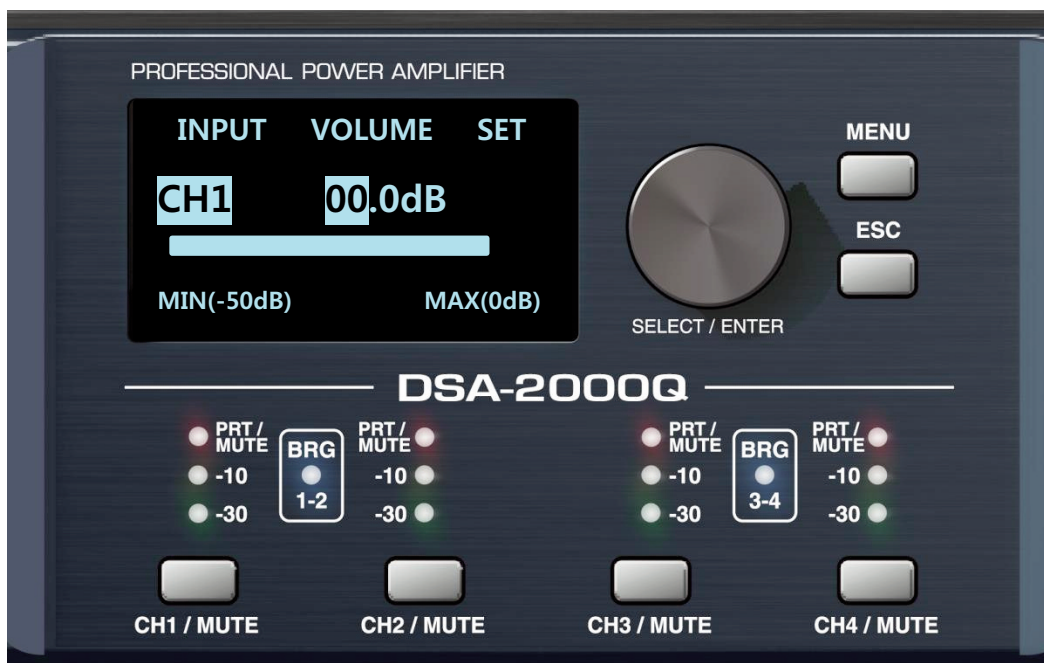 PROFESSIONAL POWER AMPLIFIER
INPUT VOLUME SET
CH1 00.0dB
MIN(-50dB) MAX(0dB)
MENU
ESC
SELECT / ENTER
DSA-2000Q
PRT / MUTE
-10
-30
BRG
1-2
PRT / MUTE
-10
-30
PRT / MUTE
-10
-30
BRG
3-4
PRT / MUTE
-10
-30
CH1 / MUTE
CH2 / MUTE
CH3 / MUTE
CH4 / MUTE